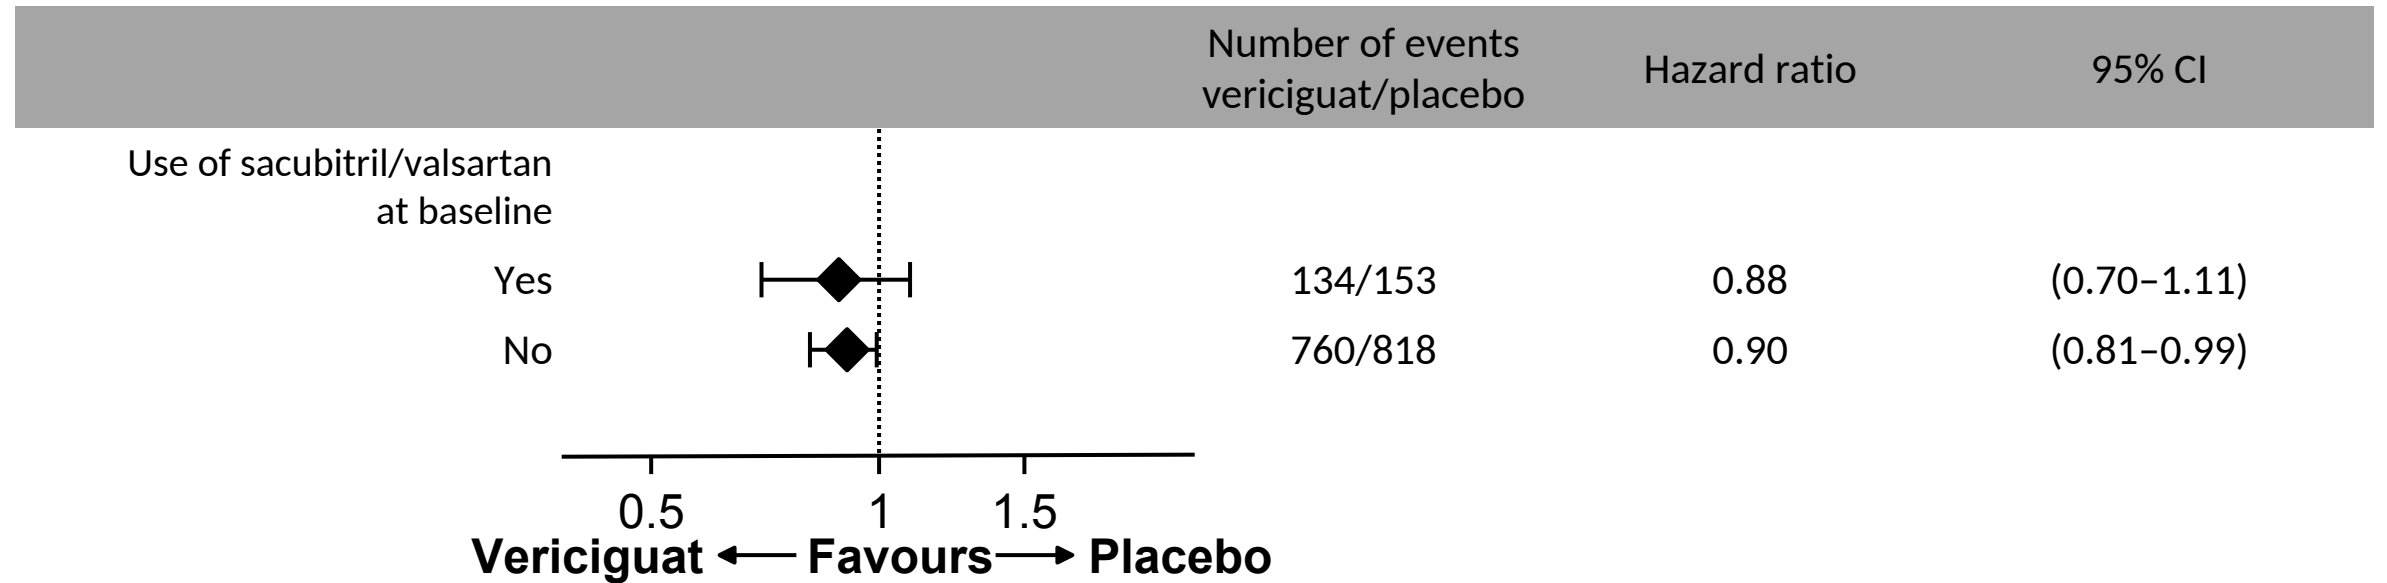 Number of events
vericiguat/placebo
Hazard ratio
95% CI
Use of sacubitril/valsartan
at baseline
Yes
134/153
0.88
(0.70–1.11)
No
760/818
0.90
(0.81–0.99)
0.5
1
1.5
Vericiguat
Favours
Placebo